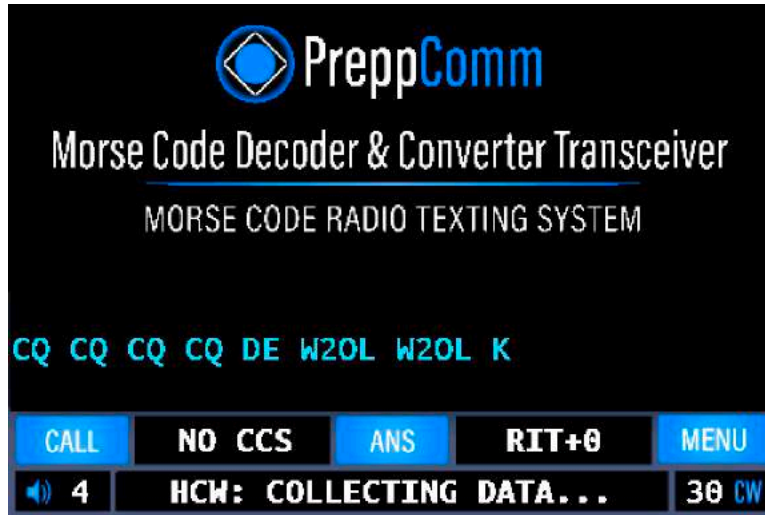 PreppComm
Morse Code Decoder & Converter Transceiver
MORSE CODE RADIO TEXTING SYSTEM
CQ CQ CQ CQ DE W2OL W2OL K
CALL NO CCS ANS RIT+0 MENU
4 HCW: COLLECTING DATA... 30 CW